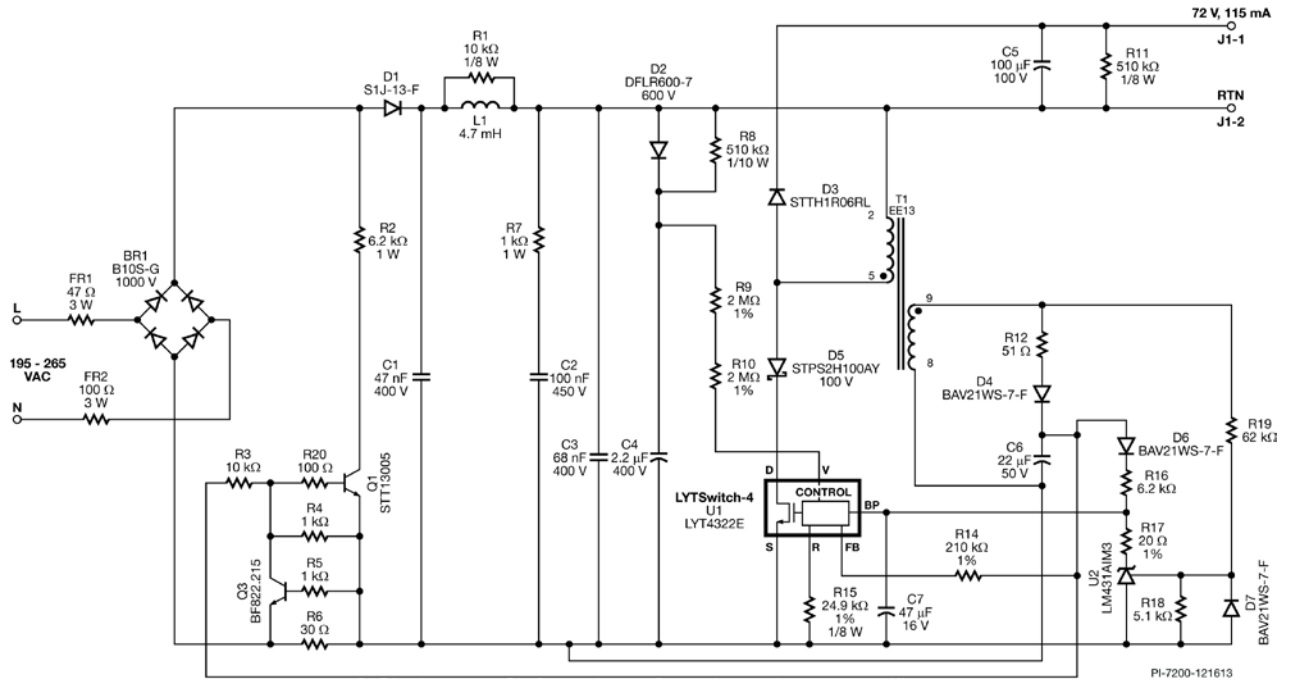 72 V, 115 mA
J1-1
R1
10 kΩ
1/8 W
C5
100 µF
100 V
R11
510 kΩ
1/8 W
D1
S1J-13-F
D2
DFLR600-7
600 V
L1
4.7 mH
RTN
J1-2
R8
510 kΩ
1/10 W
D3
STTH1R06RL
T1
EE13
2
5
R2
6.2 kΩ
1 W
R7
1 kΩ
1 W
BR1
B10S-G
1000 V
FR1
47 Ω
3 W
L
R9
2 MΩ
1%
9
8
R12
51 Ω
195 - 265
VAC
FR2
100 Ω
3 W
N
C1
47 nF
400 V
C2
100 nF
450 V
R10
2 MΩ
1%
D5
STPS2H100AY
100 V
D4
BAV21WS-7-F
R19
62 kΩ
D6
BAV21WS-7-F
C3
68 nF
400 V
C4
2.2 µF
400 V
C6
22 µF
50 V
R3
10 kΩ
R20
100 Ω
Q1
STT13005
D
V
R16
6.2 kΩ
LYTSwitch-4
U1
LYT4322E
CONTROL
BP
S
R
FB
R4
1 kΩ
R14
210 kΩ
1%
R17
20 Ω
1%
R5
1 kΩ
Q3
BF822.215
R6
30 Ω
R15
24.9 kΩ
1%
1/8 W
C7
47 µF
16 V
U2
LM431AIM3
R18
5.1 kΩ
D7
BAV21WS-7-F
PI-7200-121613